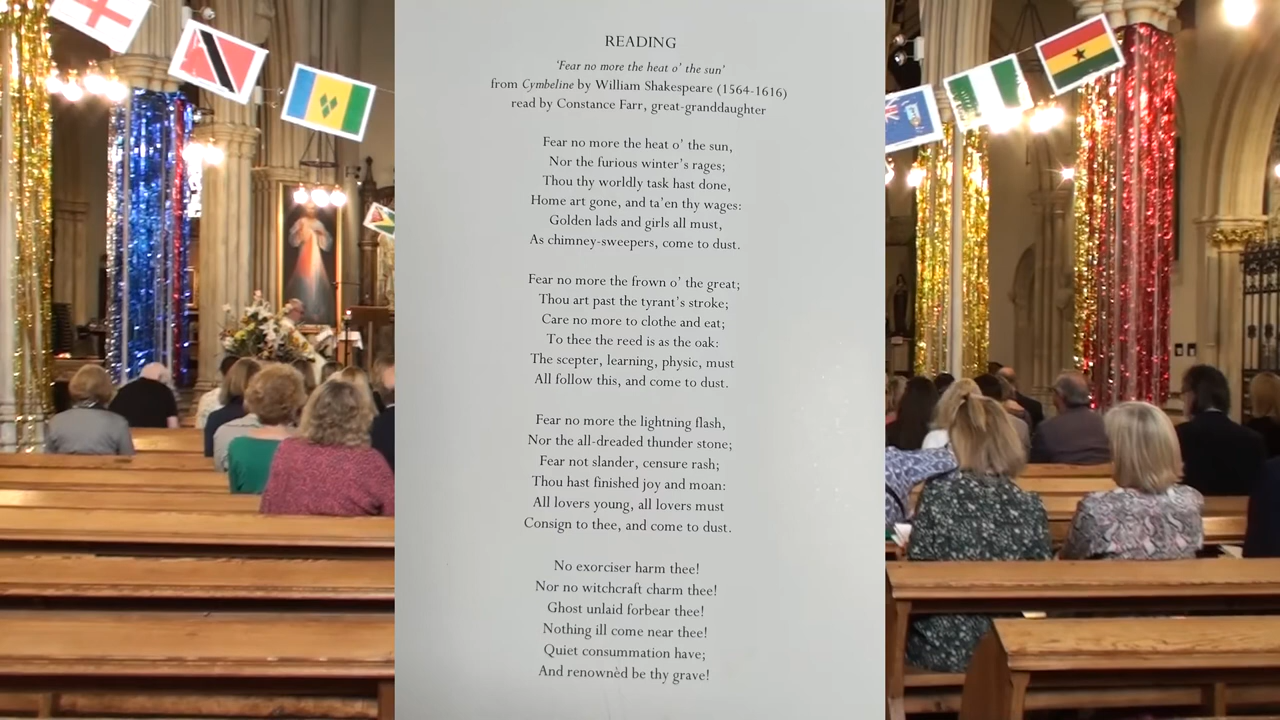 READING
‘Fear no more the heat o’ the sun’
from Cymbeline by William Shakespeare (1564-1616)
read by Constance Farr, great-granddaughter
Fear no more the heat o’ the sun,
Nor the furious winter’s rages;
Thou thy worldly task hast done,
Home art gone, and ta’en thy wages:
Golden lads and girls all must,
As chimney-sweepers, come to dust.
Fear no more the frown o’ the great;
Thou art past the tyrant’s stroke;
Care no more to clothe and eat;
To thee the reed is as the oak:
The scepter, learning, physic, must
All follow this, and come to dust.
Fear no more the lightning flash,
Nor the all-dreaded thunder stone;
Fear not slander, censure rash;
Thou hast finished joy and moan:
All lovers young, all lovers must
Consign to thee, and come to dust.
No exorciser harm thee!
Nor no witchcraft charm thee!
Ghost unlaid forbear thee!
Nothing ill come near thee!
Quiet consummation have;
And renownèd be thy grave!